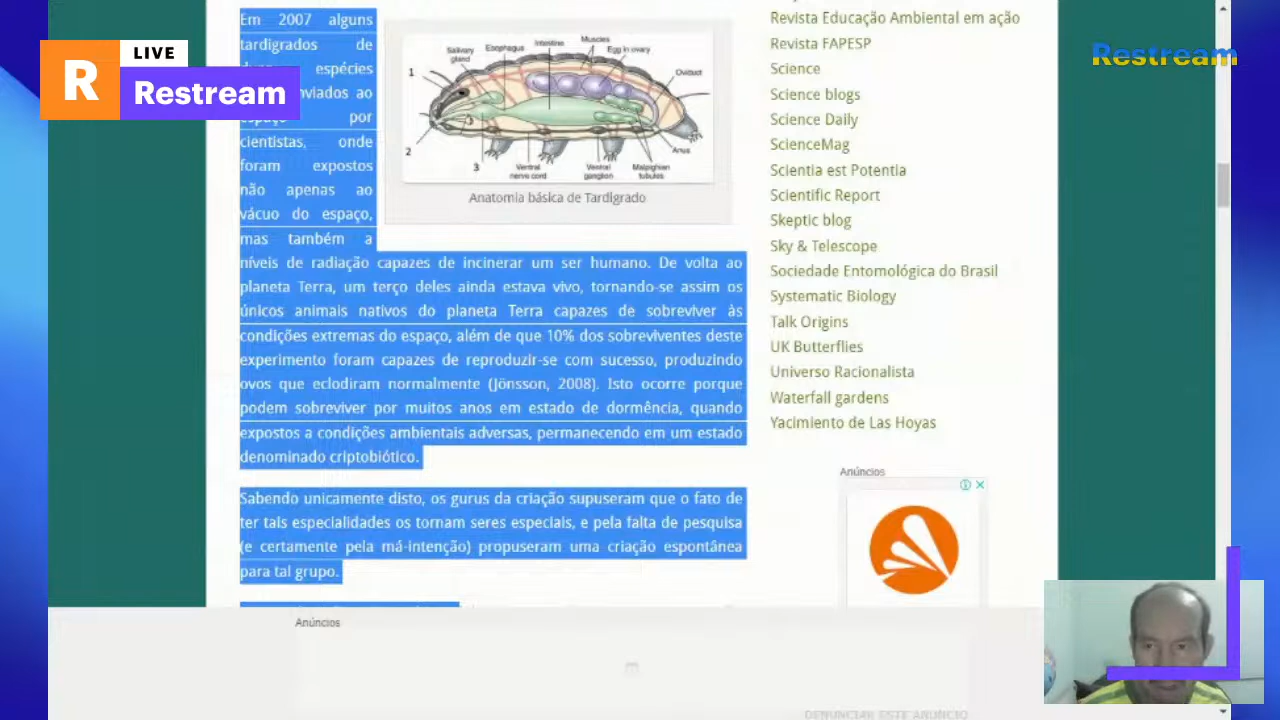 LIVE
R
Restream
Restream
Em 2007 alguns
tardigrados de
espécies
enviados ao
espaço por
cientistas, onde
foram expostos
não apenas ao
vácuo do espaço,
mas também a
níveis de radiação capazes de incinerar um ser humano. De volta ao
planeta Terra, um terço deles ainda estava vivo, tornando-se assim os
únicos animais nativos do planeta Terra capazes de sobreviver às
condições extremas do espaço, além de que 10% dos sobreviventes deste
experimento foram capazes de reproduzir-se com sucesso, produzindo
ovos que eclodiram normalmente (Jönsson, 2008). Isto ocorre porque
podem sobreviver por muitos anos em estado de dormência, quando
expostos a condições ambientais adversas, permanecendo em um estado
denominado criptobiótico.
Sabendo unicamente disto, os gurus da criação supuseram que o fato de
ter tais especialidades os tornam seres especiais, e pela falta de pesquisa
(e certamente pela má-intenção) propuseram uma criação espontânea
para tal grupo.
Salivary
gland
Esophagus
Intestine
Muscles
Egg in ovary
Oviduct
1
2
3
Ventral
nerve cord
Ventral
ganglion
Malpighian
tubules
Anus
Anatomia básica de Tardigrado
Revista Educação Ambiental em ação
Revista FAPESP
Science
Science blogs
Science Daily
ScienceMag
Scientia est Potentia
Scientific Report
Skeptic blog
Sky & Telescope
Sociedade Entomológica do Brasil
Systematic Biology
Talk Origins
UK Butterflies
Universo Racionalista
Waterfall gardens
Yacimiento de Las Hoyas
Anúncios
Anúncios
DENUNCIAR ESTE ANÚNCIO